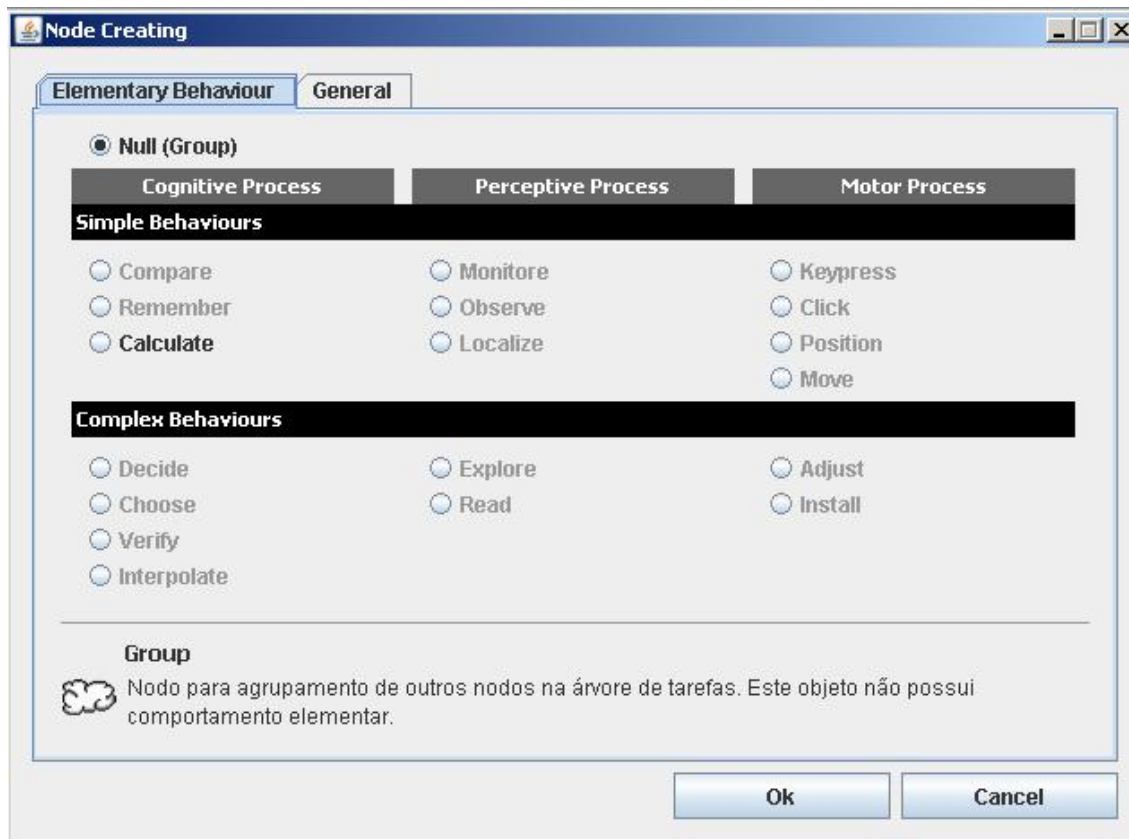 Node Creating
Elementary Behaviour General
Null (Group)
Cognitive Process Perceptive Process Motor Process
Simple Behaviours
Compare Monitore Keypress
Remember Observe Click
Calculate Localize Position
Move
Complex Behaviours
Decide Explore Adjust
Choose Read Install
Verify
Interpolate
Group
Nodo para agrupamento de outros nodos na árvore de tarefas. Este objeto não possui
comportamento elementar.
Ok Cancel